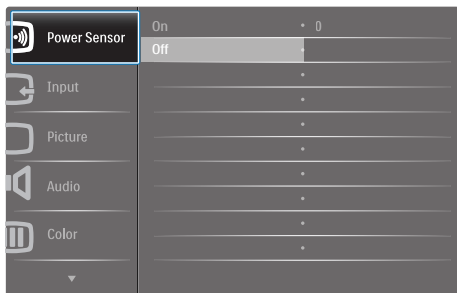 Power Sensor
On • 0
Off •
•
Input
•
•
Picture
•
•
Audio
•
•
Color
•